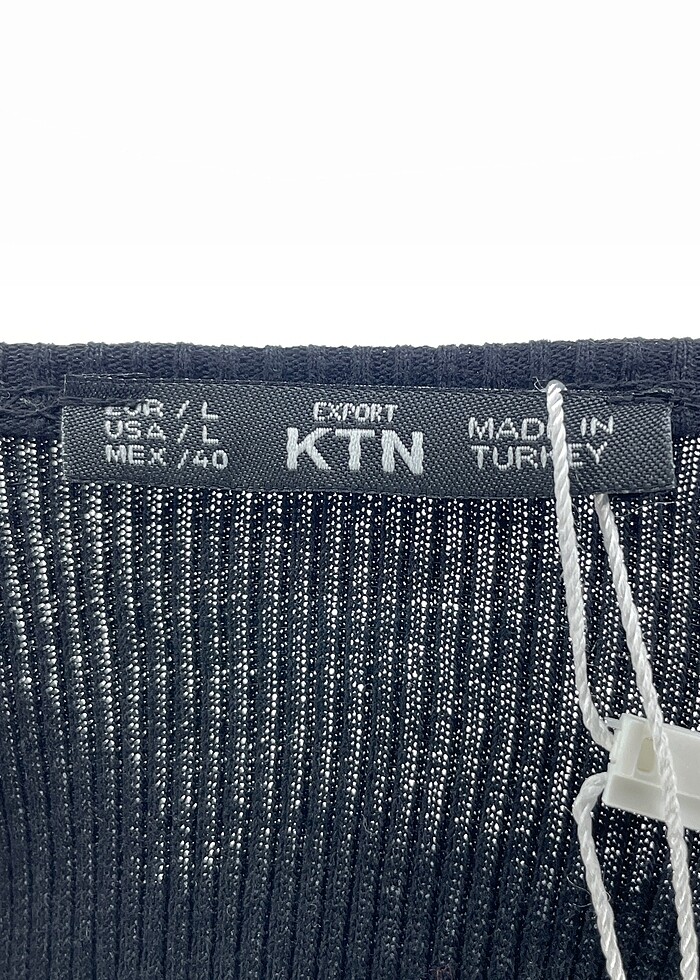 EUR / L
USA / L
MEX / 40
EXPORT
KTN
MADE IN
TURKEY